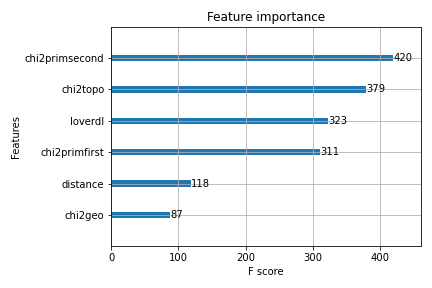 Feature importance
Features
chi2primsecond 420
chi2topo 379
loverdl 323
chi2primfirst 311
distance 118
chi2geo 87
0 100 200 300 400
F score